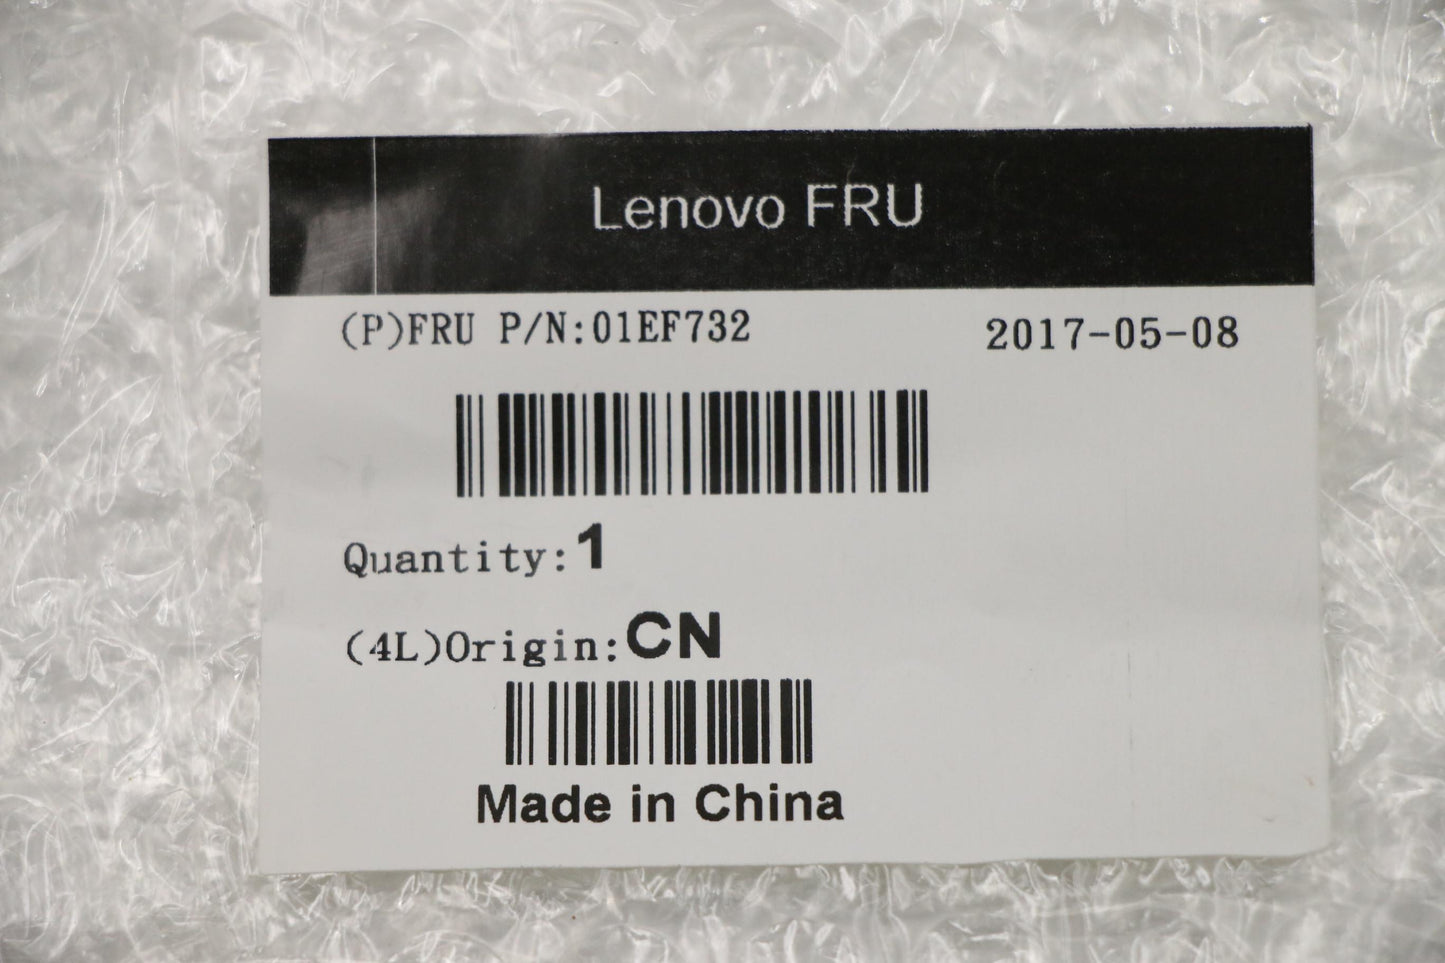 Lenovo FRU
(P)FRU P/N:01EF732 2017-05-08
Quantity:1
(4L)Origin:CN
Made in China